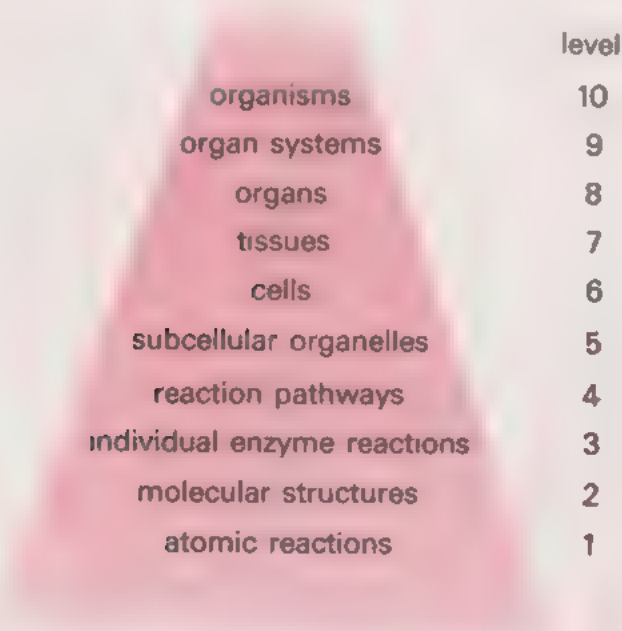 level
organisms 10
organ systems 9
organs 8
tissues 7
cells 6
subcellular organelles 5
reaction pathways 4
individual enzyme reactions 3
molecular structures 2
atomic reactions 1